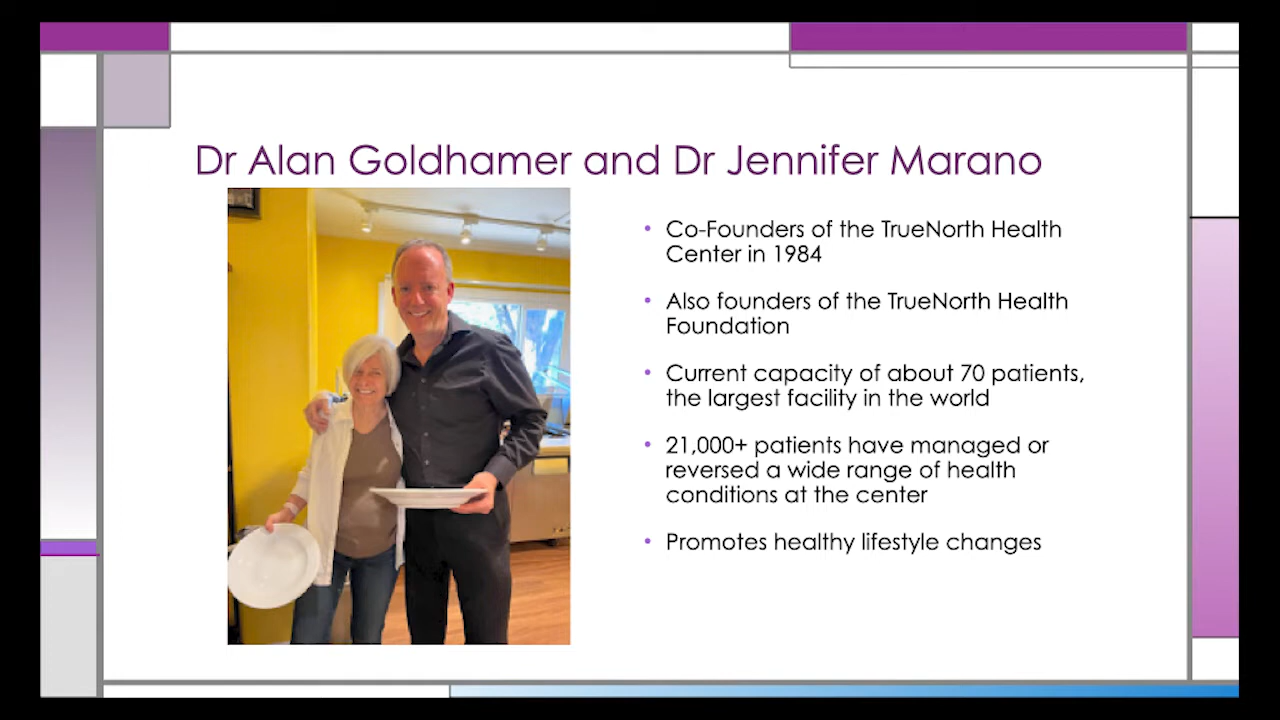 Dr Alan Goldhamer and Dr Jennifer Marano
• Co-Founders of the TrueNorth Health
Center in 1984
• Also founders of the TrueNorth Health
Foundation
• Current capacity of about 70 patients,
the largest facility in the world
• 21,000+ patients have managed or
reversed a wide range of health
conditions at the center
• Promotes healthy lifestyle changes